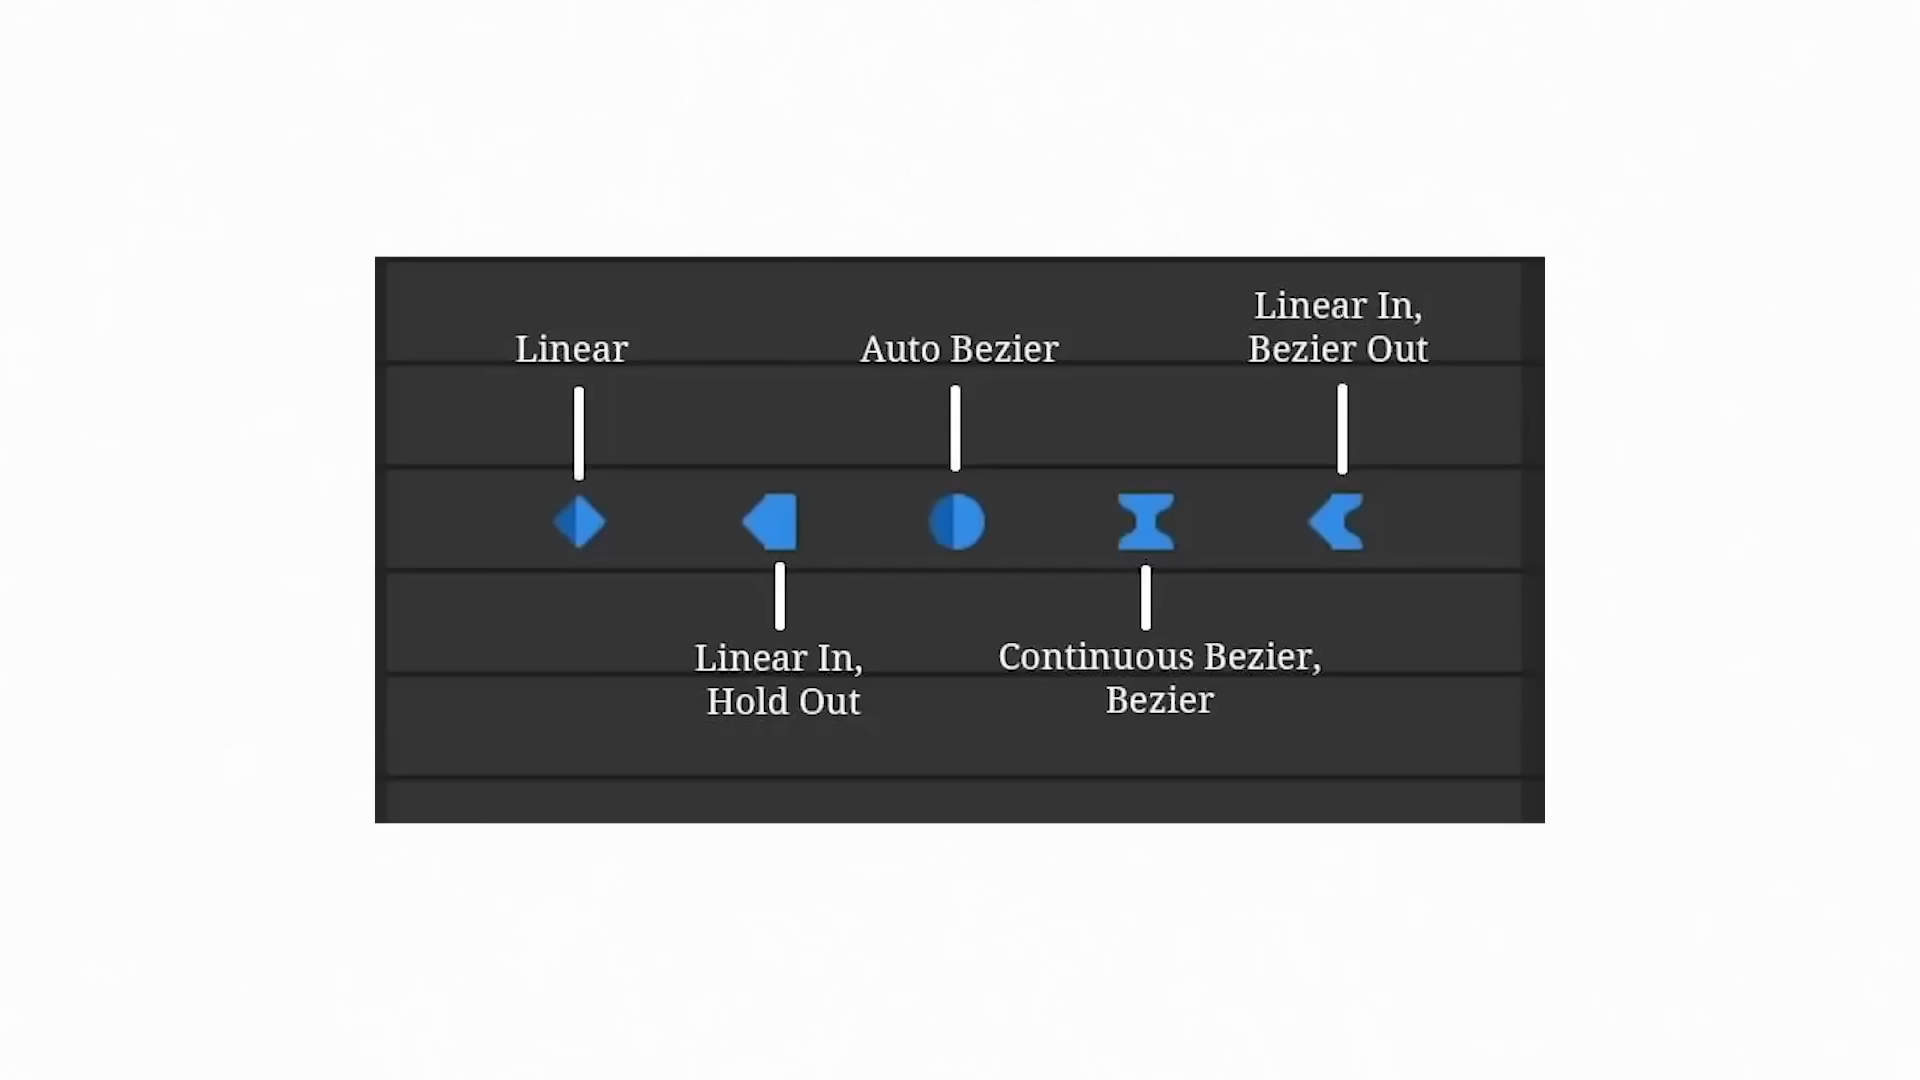 Linear
Auto Bezier
Linear In,
Bezier Out
Linear In,
Hold Out
Continuous Bezier,
Bezier